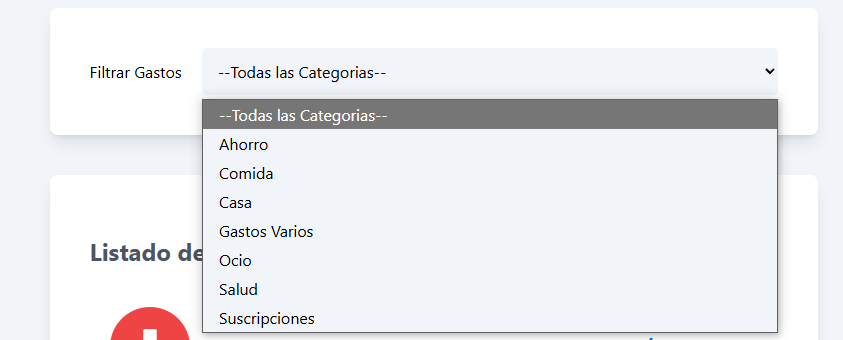 Filtrar Gastos
--Todas las Categorias--
--Todas las Categorias--
Ahorro
Comida
Casa
Gastos Varios
Ocio
Salud
Suscripciones
Listado de